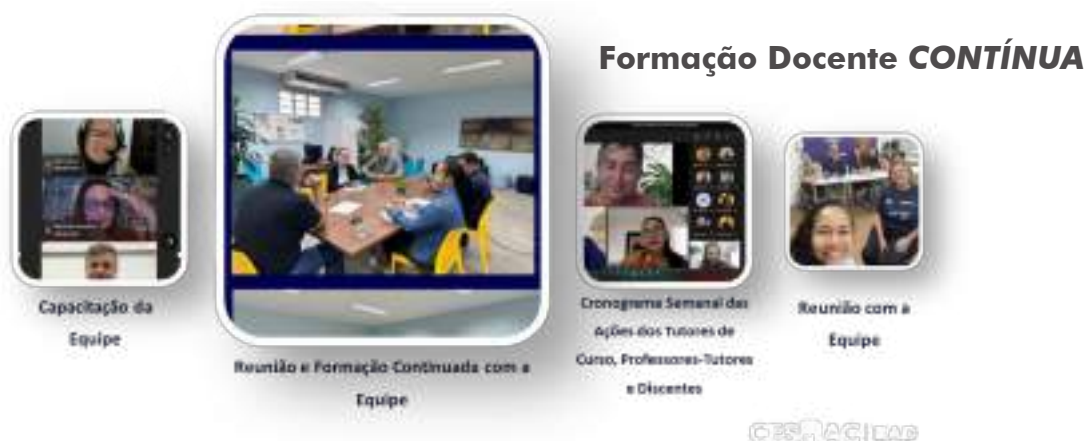 Formação Docente CONTÍNUA
Capacitação da
Equipe
Reunião e Formação Continuada com a
Equipe
Cronograma Semanal das
Ações dos Tutores de
Curso, Professores-Tutores
e Discentes
Reunião com a
Equipe